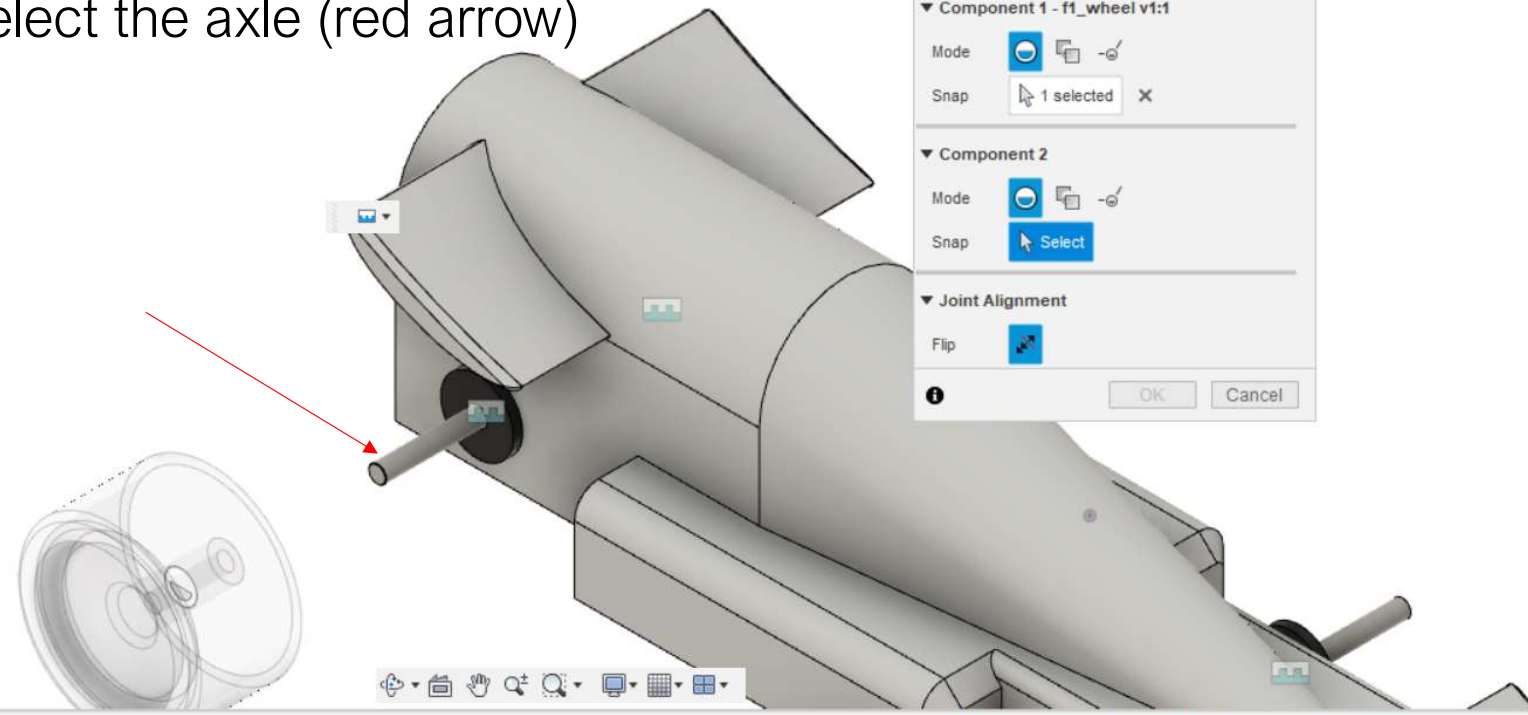 elect the axle (red arrow)
Component 1 - f1_wheel v1:1
Mode
Snap
1 selected
Component 2
Mode
Snap
Select
Joint Alignment
Flip
OK
Cancel